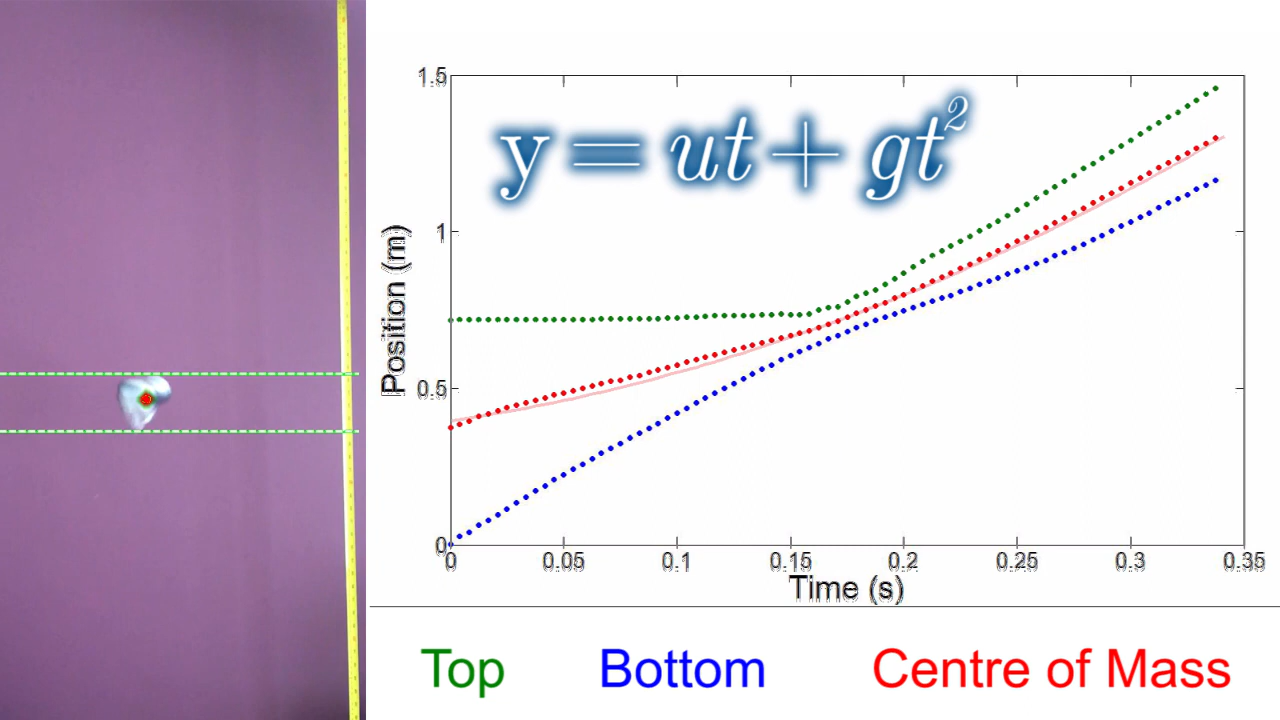 y = ut + gt²
1.5
1
0.5
0
Position (m)
0 0.05 0.1 0.15 0.2 0.25 0.3 0.35
Time (s)
Top Bottom Centre of Mass